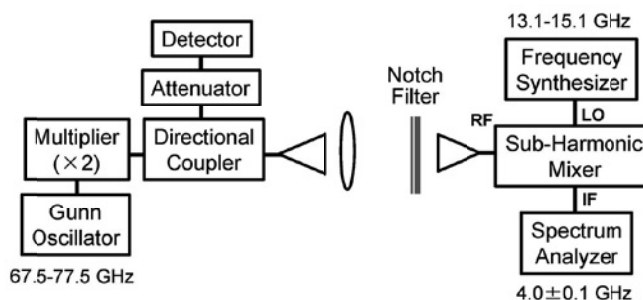 Detector
Attenuator
Multiplier
(×2)
Directional
Coupler
Gunn
Oscillator
67.5-77.5 GHz
Notch
Filter
13.1-15.1 GHz
Frequency
Synthesizer
LO
RF
Sub-Harmonic
Mixer
IF
Spectrum
Analyzer
4.0±0.1 GHz